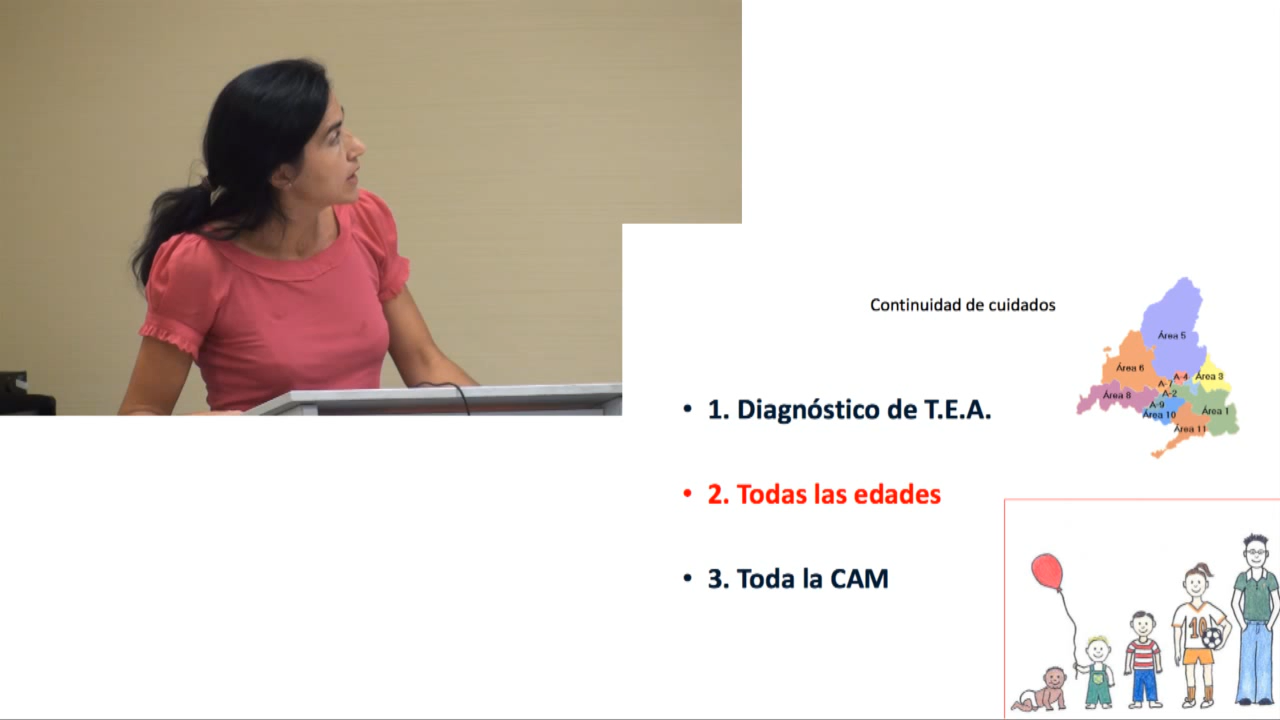 Continuidad de cuidados
Área 5
Área 6
A-4
Área 3
A-7
A-2
Área 8
A-9
Área 10
Área 1
Área 11
• 1. Diagnóstico de T.E.A.
• 2. Todas las edades
• 3. Toda la CAM
10